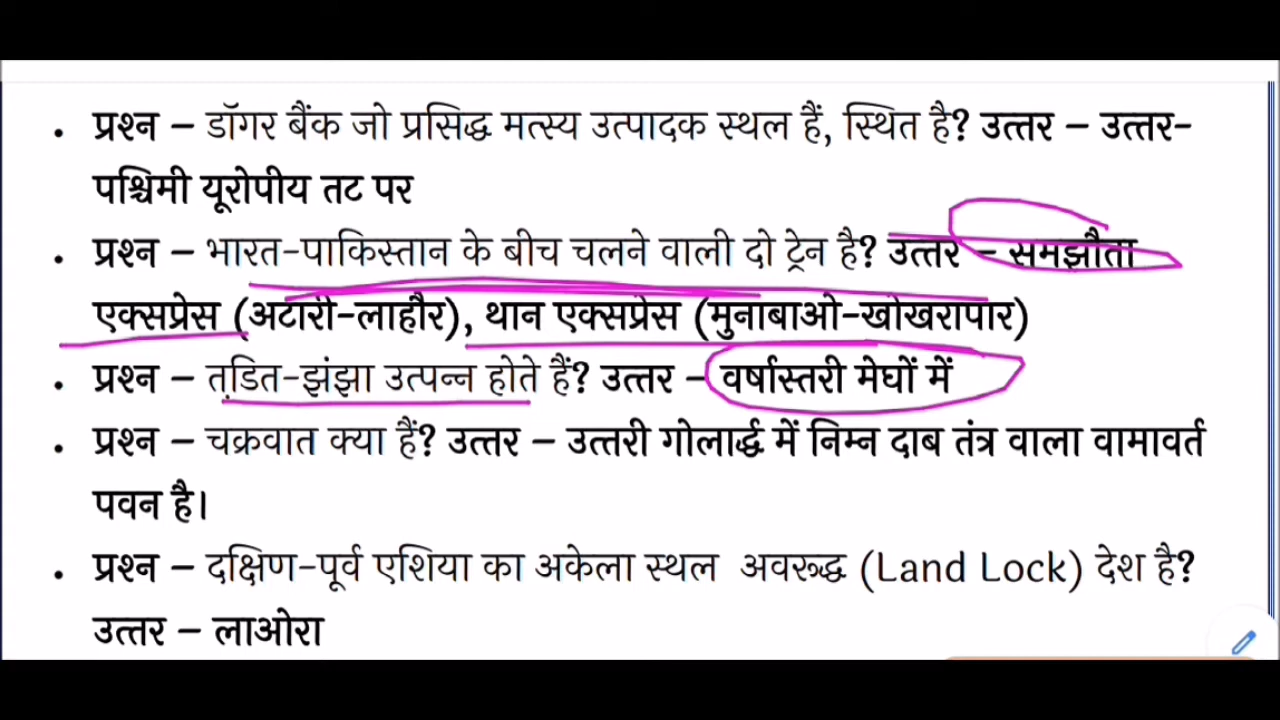 • प्रश्न – डॉगर बैंक जो प्रसिद्ध मत्स्य उत्पादक स्थल हैं, स्थित है? उत्तर – उत्तर-
पश्चिमी यूरोपीय तट पर
• प्रश्न – भारत-पाकिस्तान के बीच चलने वाली दो ट्रेन है? उत्तर – समझौता
एक्सप्रेस (अटारी-लाहौर), थान एक्सप्रेस (मुनाबाओ-खोखरापार)
• प्रश्न – तड़ित-झंझा उत्पन्न होते हैं? उत्तर – वर्षास्तरी मेघों में
• प्रश्न – चक्रवात क्या हैं? उत्तर – उत्तरी गोलार्द्ध में निम्न दाब तंत्र वाला वामावर्त
पवन है।
• प्रश्न – दक्षिण-पूर्व एशिया का अकेला स्थल अवरुद्ध (Land Lock) देश है?
उत्तर – लाओरा